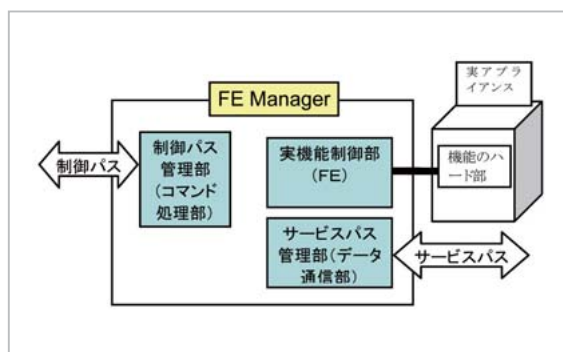 FE Manager
制御パス
制御パス
管理部
(コマンド
処理部)
実機能制御部
(FE)
サービスパス
管理部(データ
通信部)
サービスパス
実アプラ
イアンス
機能のハ
ード部